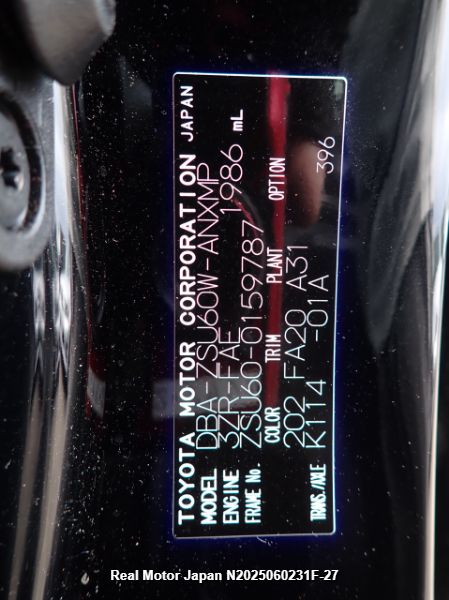 TOYOTA MOTOR CORPORATION JAPAN
MODEL DBA-ZSU60W-ANXMP
ENGINE 3ZR-FAE 1986 mL
FRAME No. ZSU60-0159787
COLOR TRIM PLANT OPTION
202 FA20 A31
TRANS./AXLE K114 -01A 396
Real Motor Japan N2025060231F-27